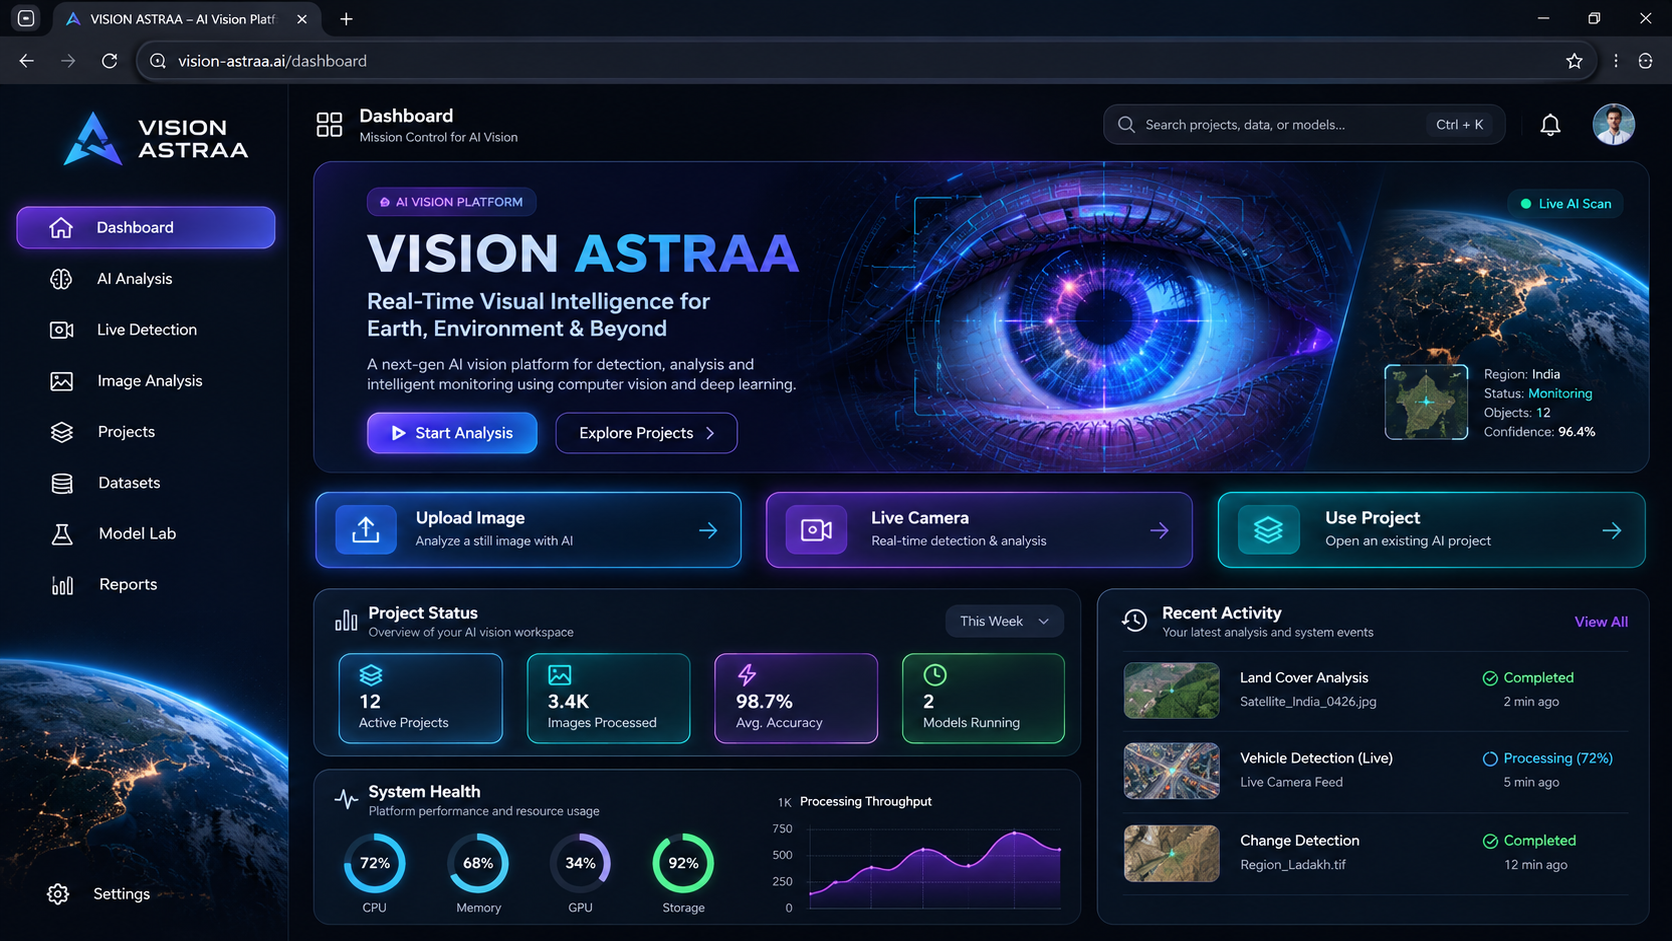 VISION ASTRAA – AI Vision Platf
vision-astraa.ai/dashboard
VISION
ASTRAA
Dashboard
AI Analysis
Live Detection
Image Analysis
Projects
Datasets
Model Lab
Reports
Settings
Dashboard
Mission Control for AI Vision
Search projects, data, or models...
Ctrl + K
AI VISION PLATFORM
VISION ASTRAA
Real-Time Visual Intelligence for
Earth, Environment & Beyond
A next-gen AI vision platform for detection, analysis and
intelligent monitoring using computer vision and deep learning.
Start Analysis
Explore Projects
Live AI Scan
Region: India
Status: Monitoring
Objects: 12
Confidence: 96.4%
Upload Image
Analyze a still image with AI
Live Camera
Real-time detection & analysis
Use Project
Open an existing AI project
Project Status
Overview of your AI vision workspace
This Week
12
Active Projects
3.4K
Images Processed
98.7%
Avg. Accuracy
2
Models Running
System Health
Platform performance and resource usage
72%
CPU
68%
Memory
34%
GPU
92%
Storage
1K Processing Throughput
750
500
250
0
Recent Activity
Your latest analysis and system events
View All
Land Cover Analysis
Satellite_India_0426.jpg
Completed
2 min ago
Vehicle Detection (Live)
Live Camera Feed
Processing (72%)
5 min ago
Change Detection
Region_Ladakh.tif
Completed
12 min ago